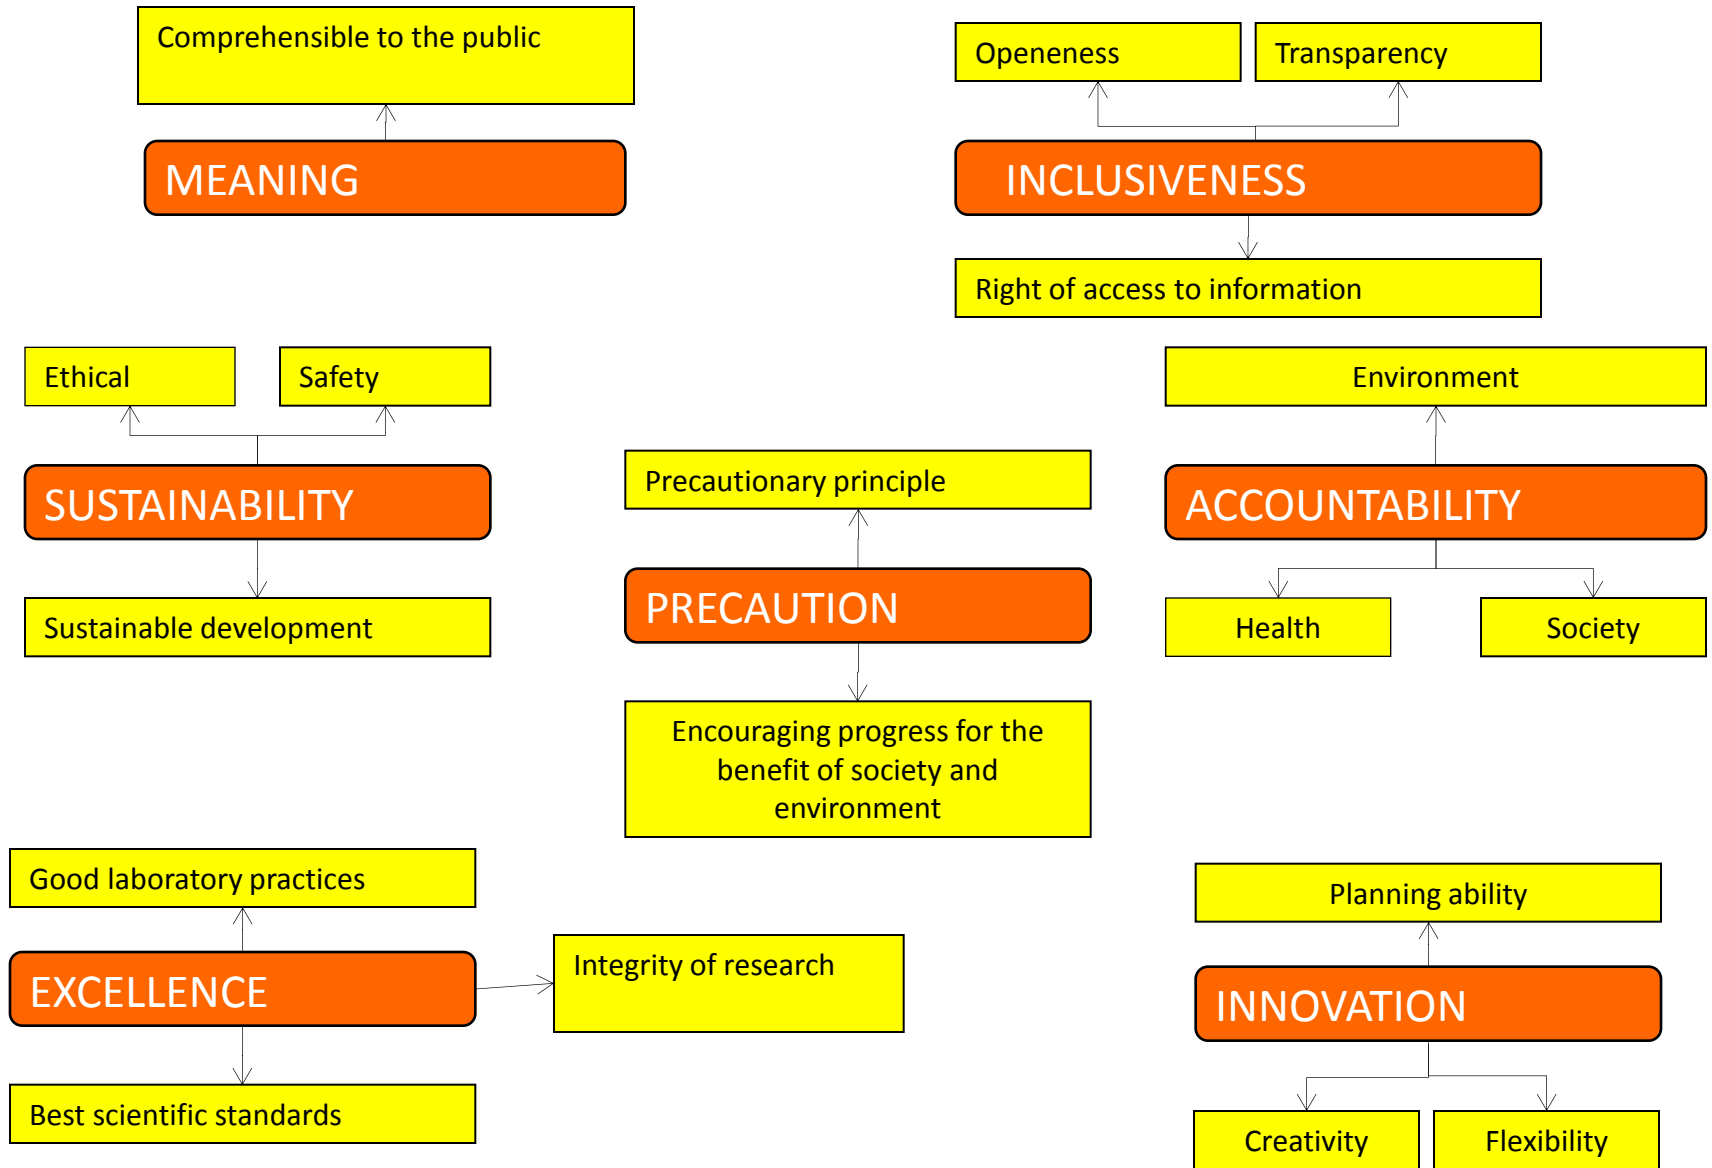 Comprehensible to the public
MEANING
Openeness
Transparency
INCLUSIVENESS
Right of access to information
Ethical
Safety
SUSTAINABILITY
Sustainable development
Precautionary principle
PRECAUTION
Encouraging progress for the
benefit of society and
environment
Environment
ACCOUNTABILITY
Health
Society
Good laboratory practices
EXCELLENCE
Integrity of research
Best scientific standards
Planning ability
INNOVATION
Creativity
Flexibility